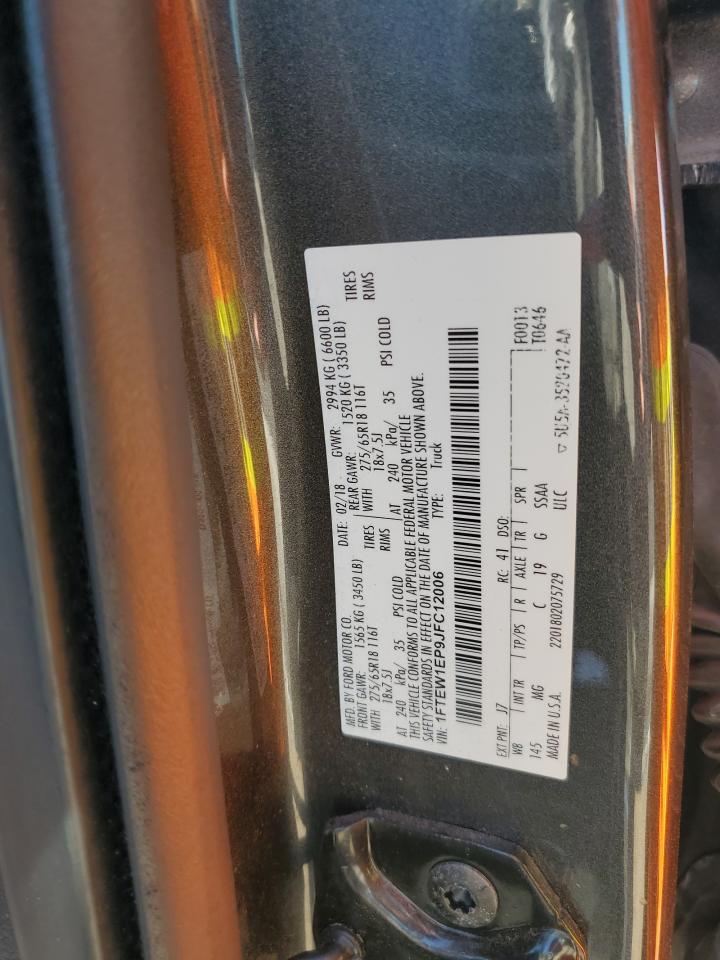 MFD. BY FORD MOTOR CO. DATE: 02/18 GVWR: 2994 KG ( 6600 LB)
FRONT GAWR: 1565 KG (3450 LB) REAR GAWR: 1520 KG ( 3350 LB)
WITH 275/65R18 116T TIRES WITH 275/65R18 116T TIRES
18x7.5J RIMS 18x7.5J RIMS
AT 240 kPa/ 35 PSI COLD AT 240 kPa/ 35 PSI COLD
THIS VEHICLE CONFORMS TO ALL APPLICABLE FEDERAL MOTOR VEHICLE
SAFETY STANDARDS IN EFFECT ON THE DATE OF MANUFACTURE SHOWN ABOVE.
VIN: 1FTEW1EP9JFC12006 TYPE: Truck
EXT PNT: J7 RC: 41 DSO: F0013
WB INT TR TP/PS R AXLE TR SPR T0646
145 MG C 19 G SSAA
MADE IN U.S.A. 2201802075729 ULC